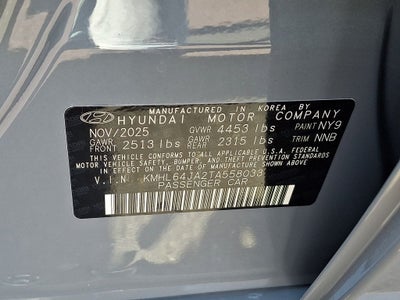 MANUFACTURED IN KOREA BY
HYUNDAI MOTOR COMPANY
NOV/2025 GVWR 4453 lbs PAINT NY9
GAWR FRONT 2513 lbs GAWR REAR 2315 lbs TRIM NNB
THIS VEHICLE CONFORMS TO ALL APPLICABLE U.S.A. FEDERAL
MOTOR VEHICLE SAFETY, BUMPER, AND THEFT PREVENTION STANDARDS
IN EFFECT ON THE DATE OF MANUFACTURE SHOWN ABOVE.
V.I.N
PASSENGER CAR